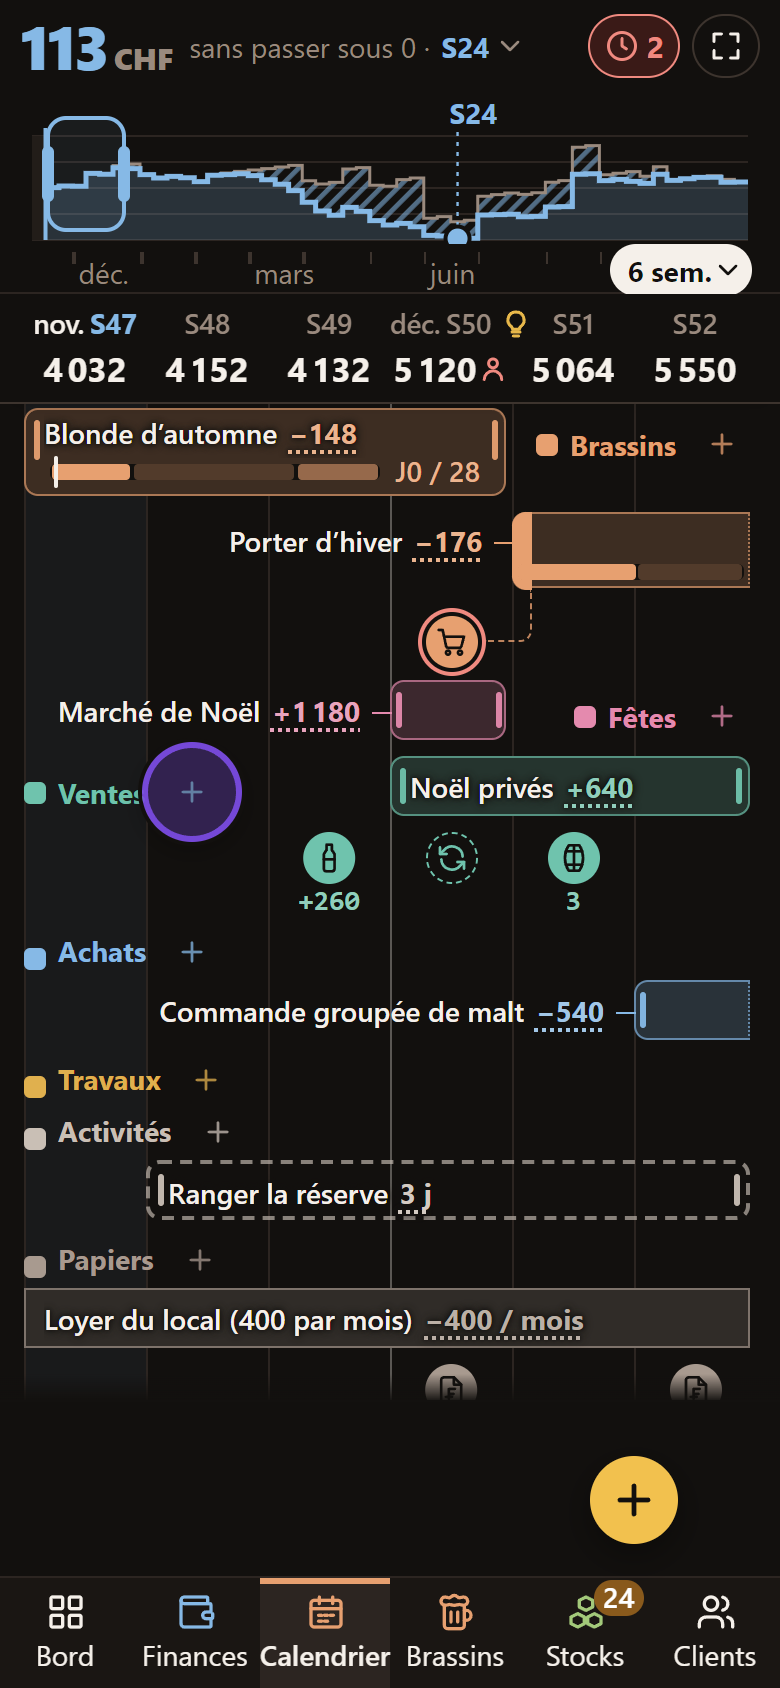 113 CHF sans passer sous 0 · S24
2
S24
déc. mars juin
6 sem.
nov. S47 S48 S49 déc. S50 S51 S52
4 032 4 152 4 132 5 120 5 064 5 550
Blonde d’automne −148
J0 / 28
Brassins +
Porter d’hiver −176
Marché de Noël +1 180
Fêtes +
Ventes +
Noël privés +640
+260 3
Achats +
Commande groupée de malt −540
Travaux +
Activités +
Ranger la réserve 3 j
Papiers +
Loyer du local (400 par mois) −400 / mois
+
24
Bord Finances Calendrier Brassins Stocks Clients